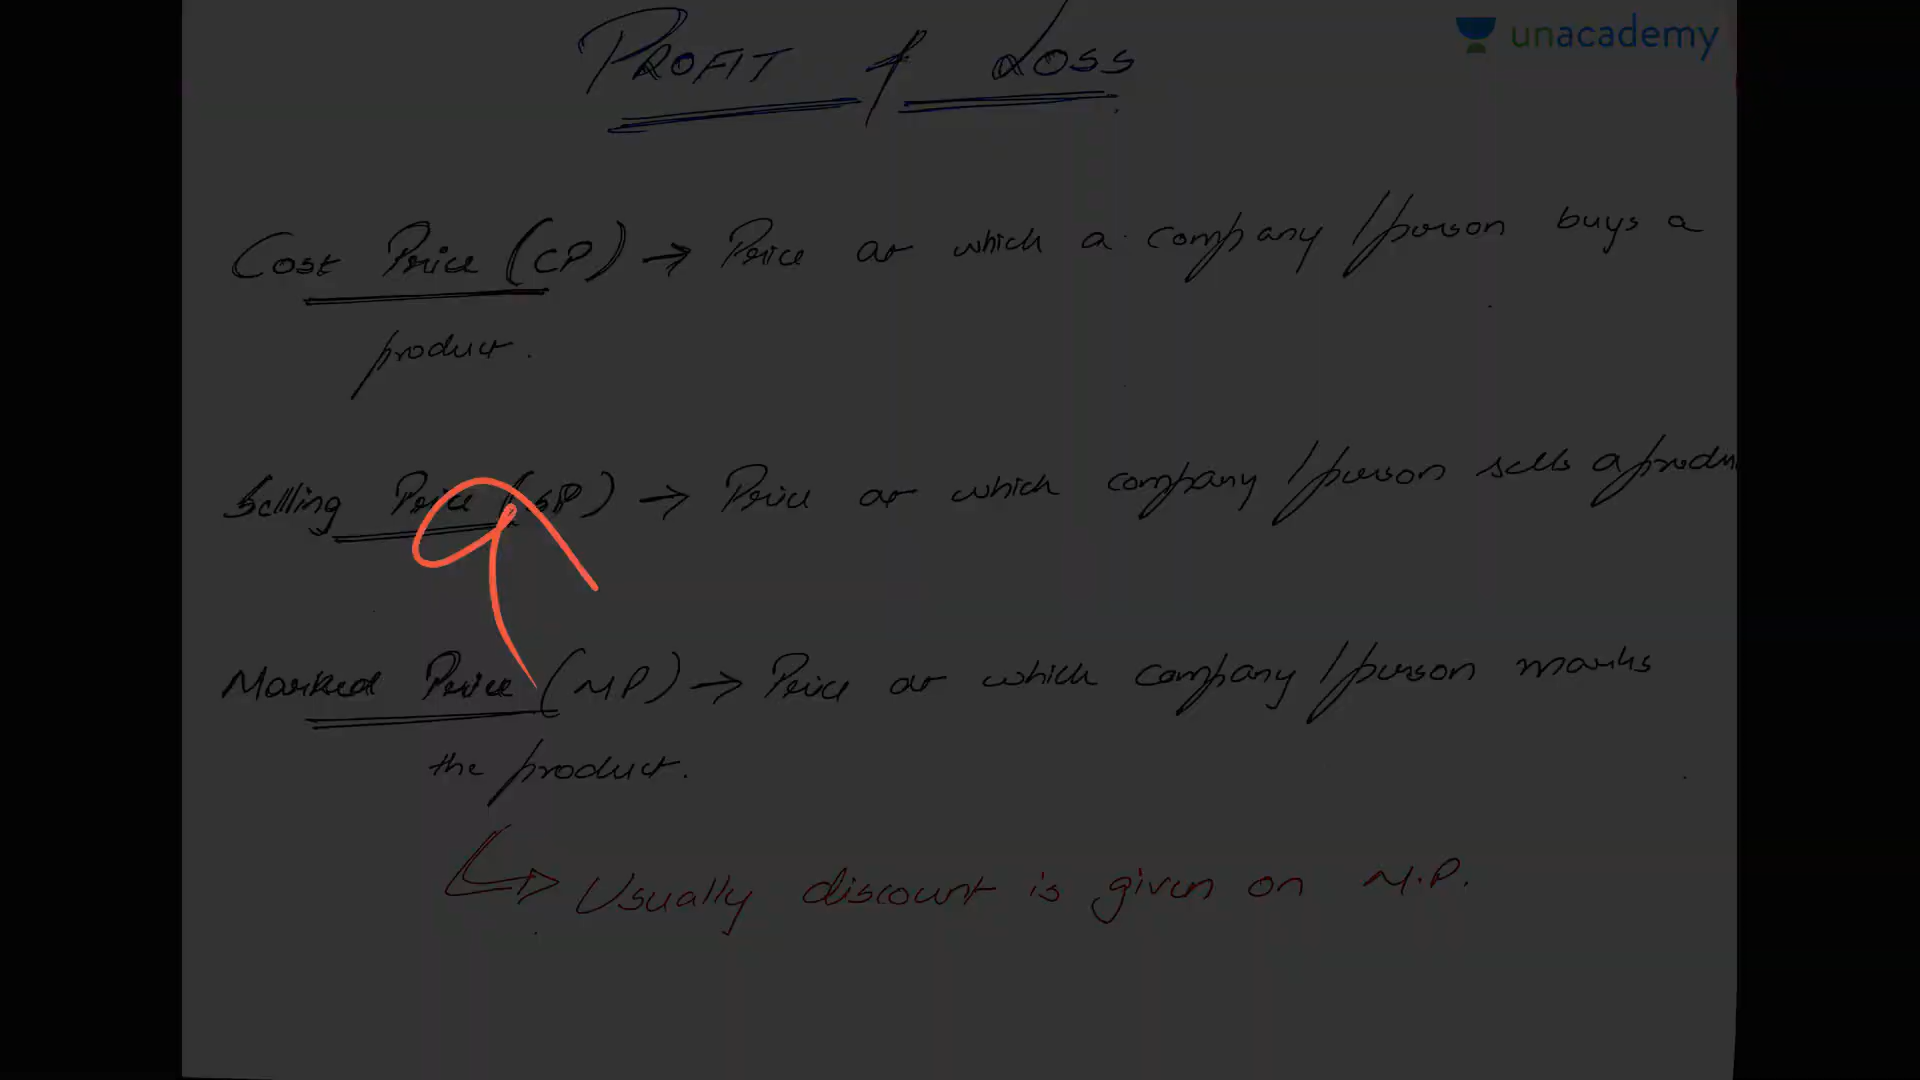 PROFIT & LOSS
unacademy
Cost Price (CP) → Price at which a company/person buys a
product.
Selling Price (SP) → Price at which company/person sells a produ
Marked Price (MP) → Price at which company/person marks
the product.
↳ Usually discount is given on M.P.